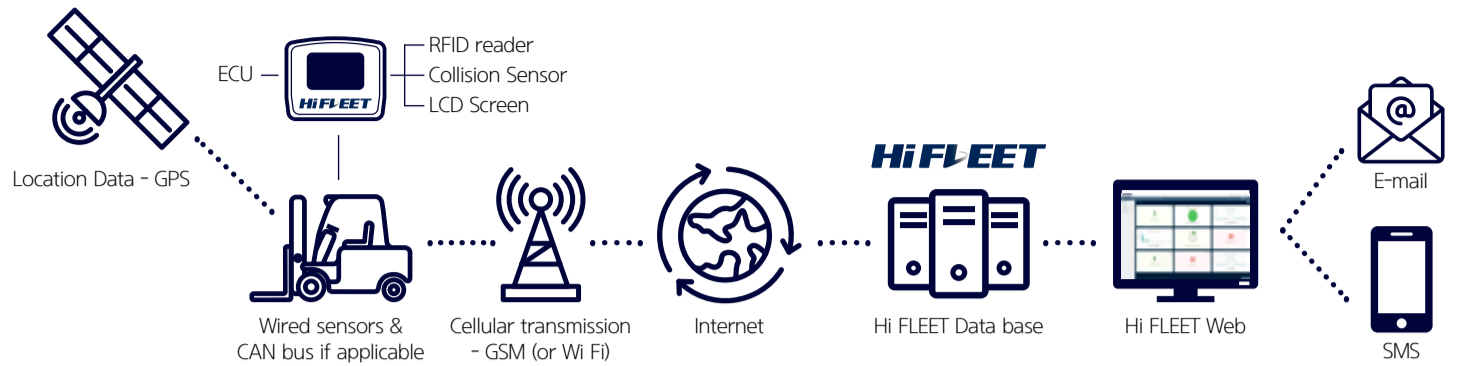 ECU
HiFLEET
RFID reader
Collision Sensor
LCD Screen
Location Data - GPS
Wired sensors &
CAN bus if applicable
Cellular transmission
- GSM (or Wi Fi)
Internet
HiFLEET
Hi FLEET Data base
Hi FLEET Web
@
E-mail
SMS